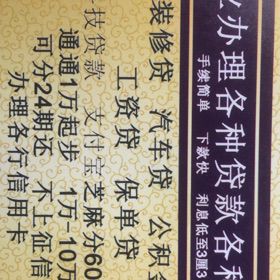 办理各种贷款各种
手续简单 下款快 利息低至3厘3
装修贷 汽车贷 公积金
工资贷 保单贷
技贷款 支付宝芝麻分60
通通1万起步 1万-10万
可分24期还 不上征信
办理各行信用卡